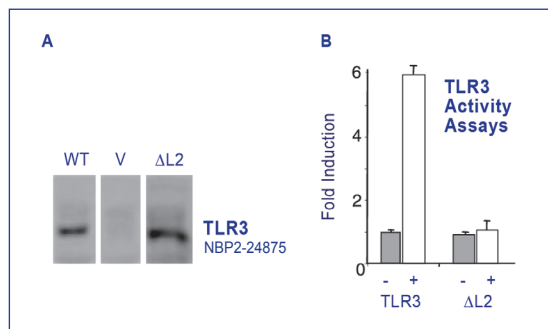 A
WT V ΔL2
TLR3
NBP2-24875
B
TLR3
Activity
Assays
Fold Induction
6
4
2
0
- + - +
TLR3 ΔL2